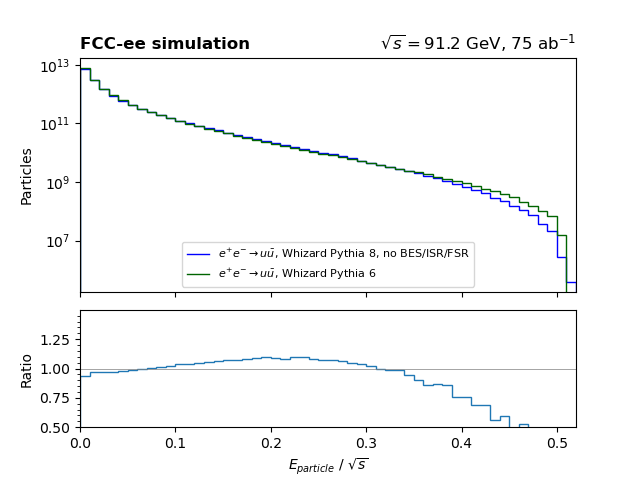 FCC-ee simulation
√s = 91.2 GeV, 75 ab⁻¹
10¹³
10¹¹
10⁹
10⁷
Particles
e⁺e⁻ → uū, Whizard Pythia 8, no BES/ISR/FSR
e⁺e⁻ → uū, Whizard Pythia 6
1.25
1.00
0.75
0.50
Ratio
0.0 0.1 0.2 0.3 0.4 0.5
E_particle / √s